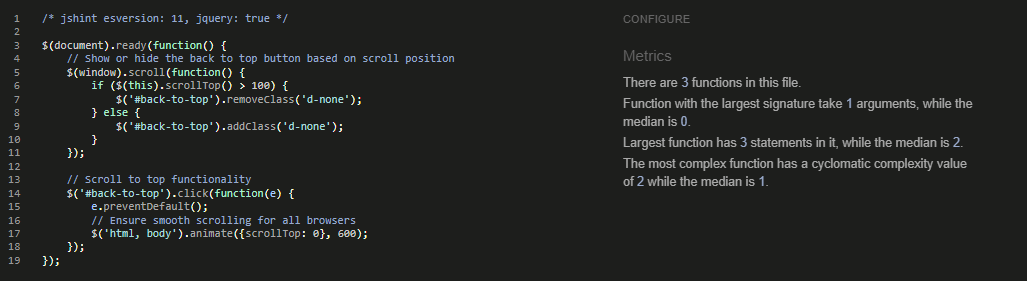 1 /* jshint esversion: 11, jquery: true */
2
3 $(document).ready(function() {
4     // Show or hide the back to top button based on scroll position
5     $(window).scroll(function() {
6         if ($(this).scrollTop() > 100) {
7             $('#back-to-top').removeClass('d-none');
8         } else {
9             $('#back-to-top').addClass('d-none');
10         }
11     });
12
13     // Scroll to top functionality
14     $('#back-to-top').click(function(e) {
15         e.preventDefault();
16         // Ensure smooth scrolling for all browsers
17         $('html, body').animate({scrollTop: 0}, 600);
18     });
19 });
CONFIGURE
Metrics
There are 3 functions in this file.
Function with the largest signature take 1 arguments, while the
median is 0.
Largest function has 3 statements in it, while the median is 2.
The most complex function has a cyclomatic complexity value
of 2 while the median is 1.